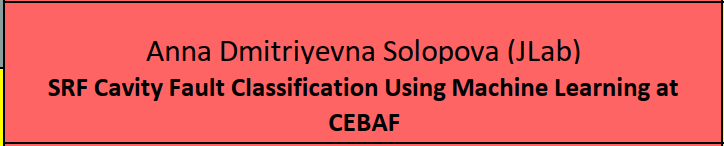 Anna Dmitriyevna Solopova (JLab)
SRF Cavity Fault Classification Using Machine Learning at
CEBAF